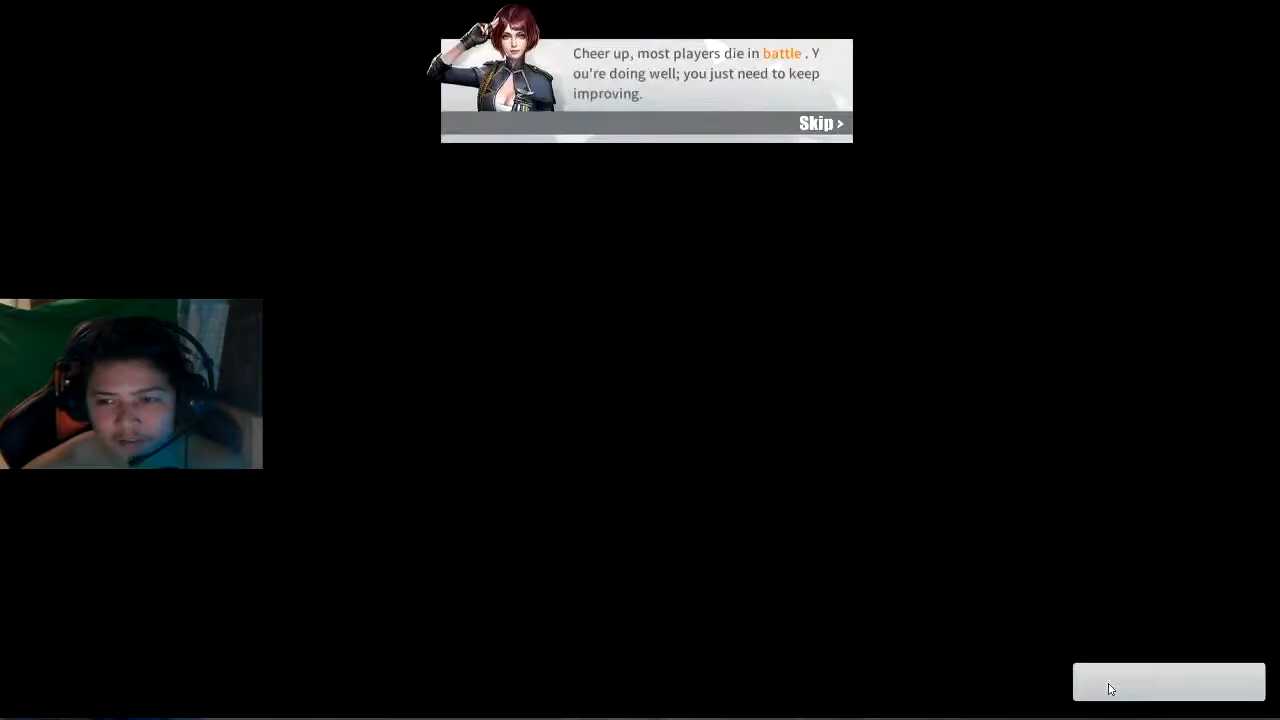 Cheer up, most players die in battle . Y
ou're doing well; you just need to keep
improving.
Skip >